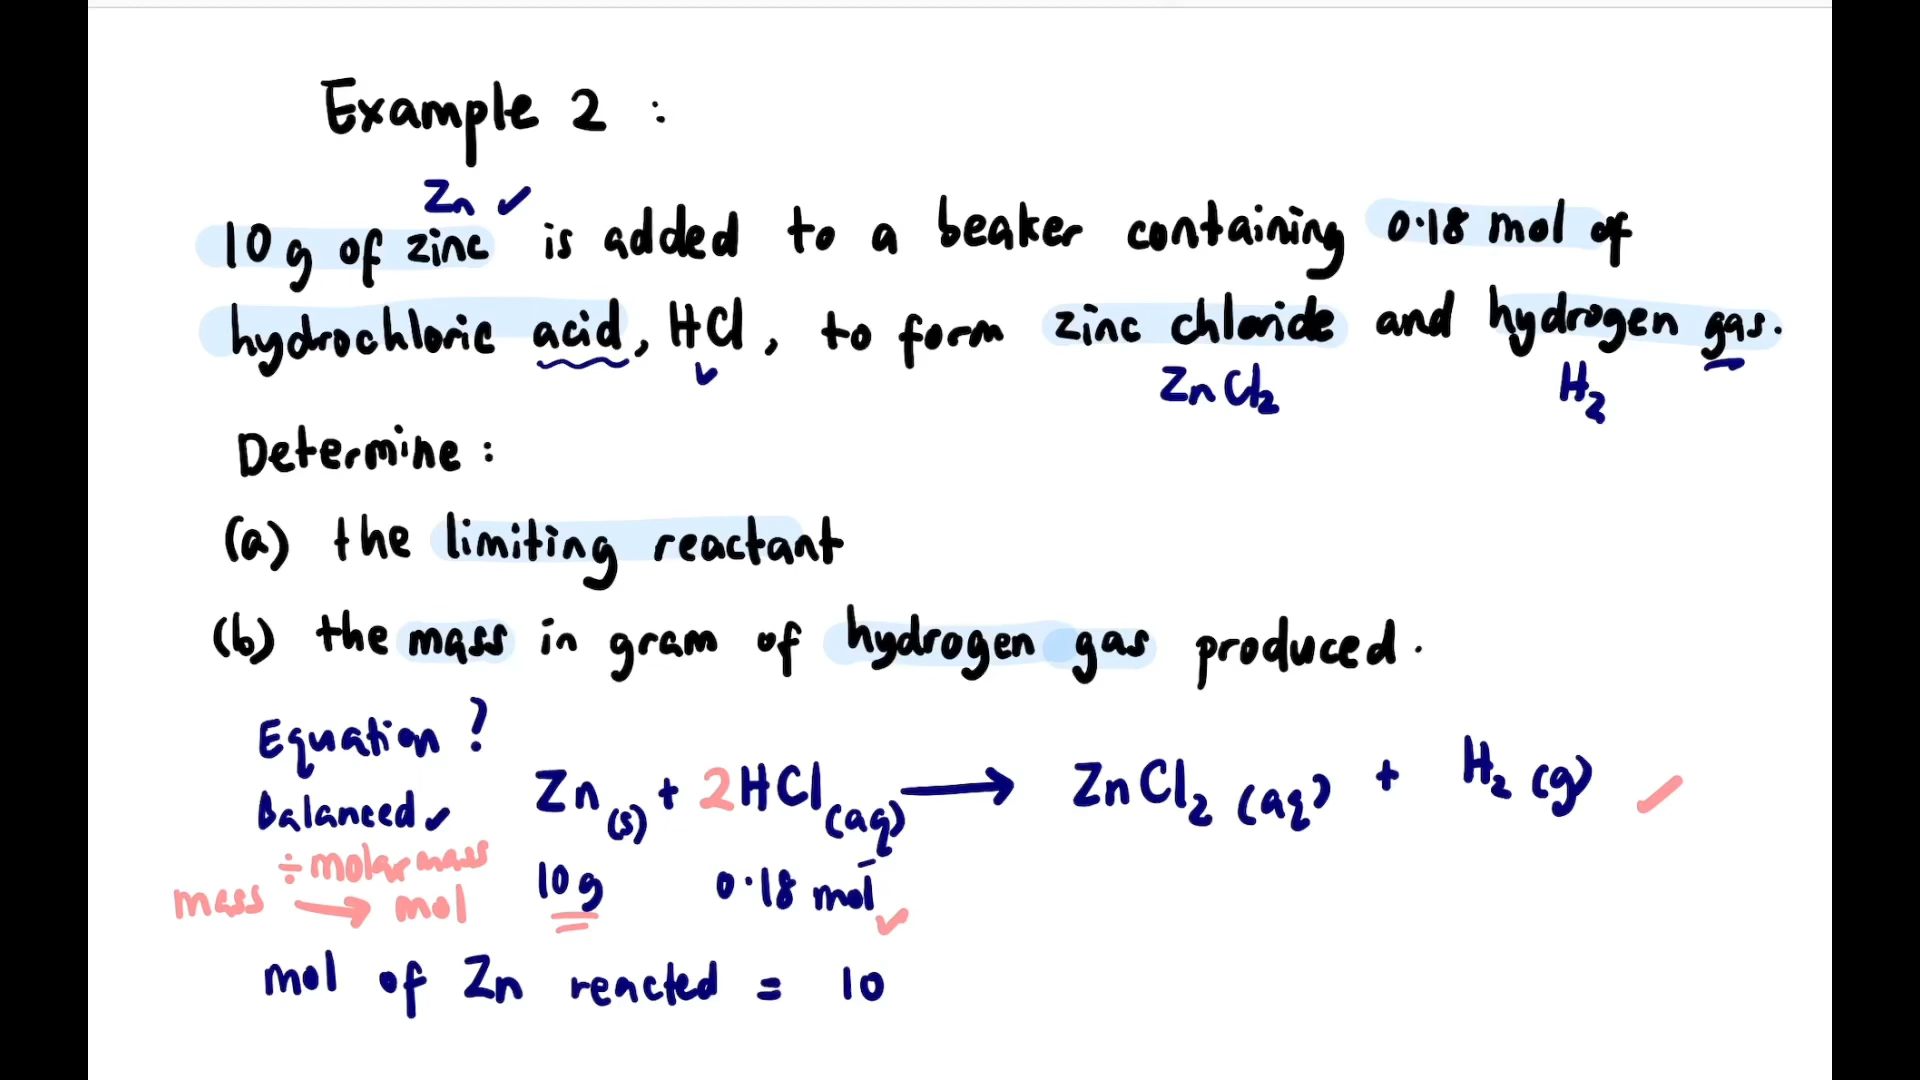 Example 2 :
Zn ✓
10 g of zinc is added to a beaker containing 0.18 mol of
hydrochloric acid, HCl, to form zinc chloride and hydrogen gas.
✓ ZnCl₂ H₂
Determine :
(a) the limiting reactant
(b) the mass in gram of hydrogen gas produced.
Equation ?
Balanced ✓ Zn (s) + 2HCl (aq) → ZnCl₂ (aq) + H₂ (g) ✓
÷ molar mass
mass → mol 10g 0.18 mol ✓
mol of Zn reacted = 10